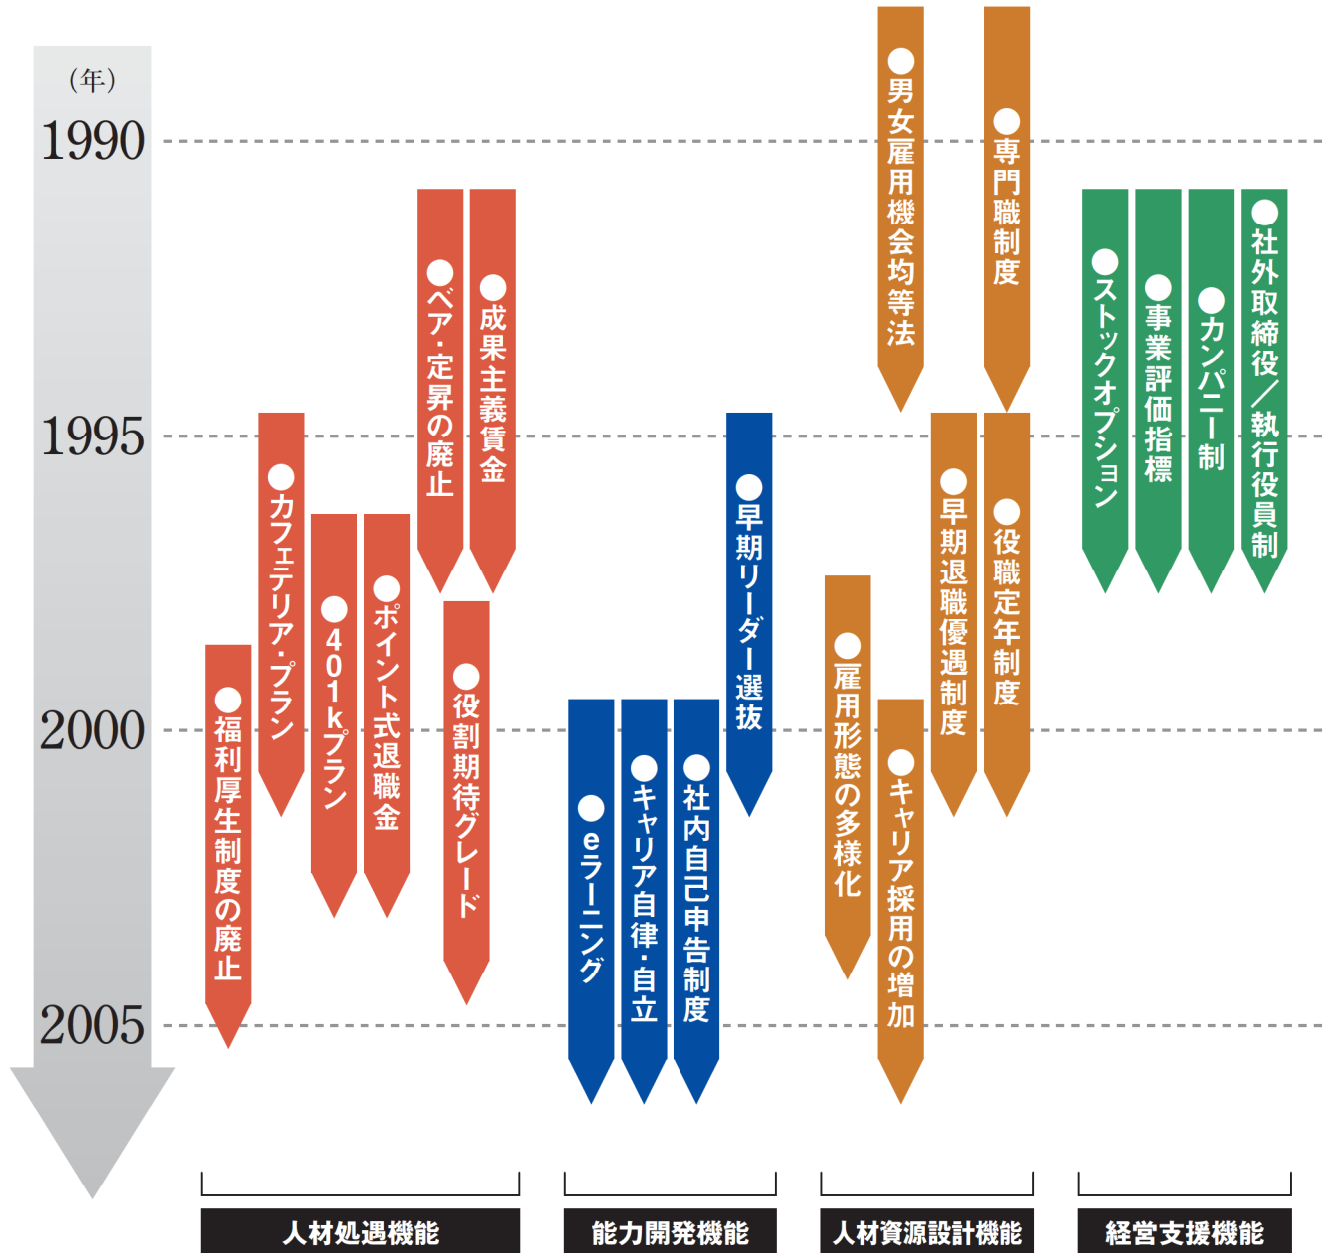 （年）
1990
1995
2000
2005
●福利厚生制度の廃止
●カフェテリア・プラン
●401kプラン
●ポイント式退職金
●ベア・定昇の廃止
●役割期待グレード
●成果主義賃金
●eラーニング
●キャリア自律・自立
●社内自己申告制度
●早期リーダー選抜
●雇用形態の多様化
●男女雇用機会均等法
●キャリア採用の増加
●早期退職優遇制度
●専門職制度
●役職定年制度
●ストックオプション
●事業評価指標
●カンパニー制
●社外取締役／執行役員制
人材処遇機能
能力開発機能
人材資源設計機能
経営支援機能